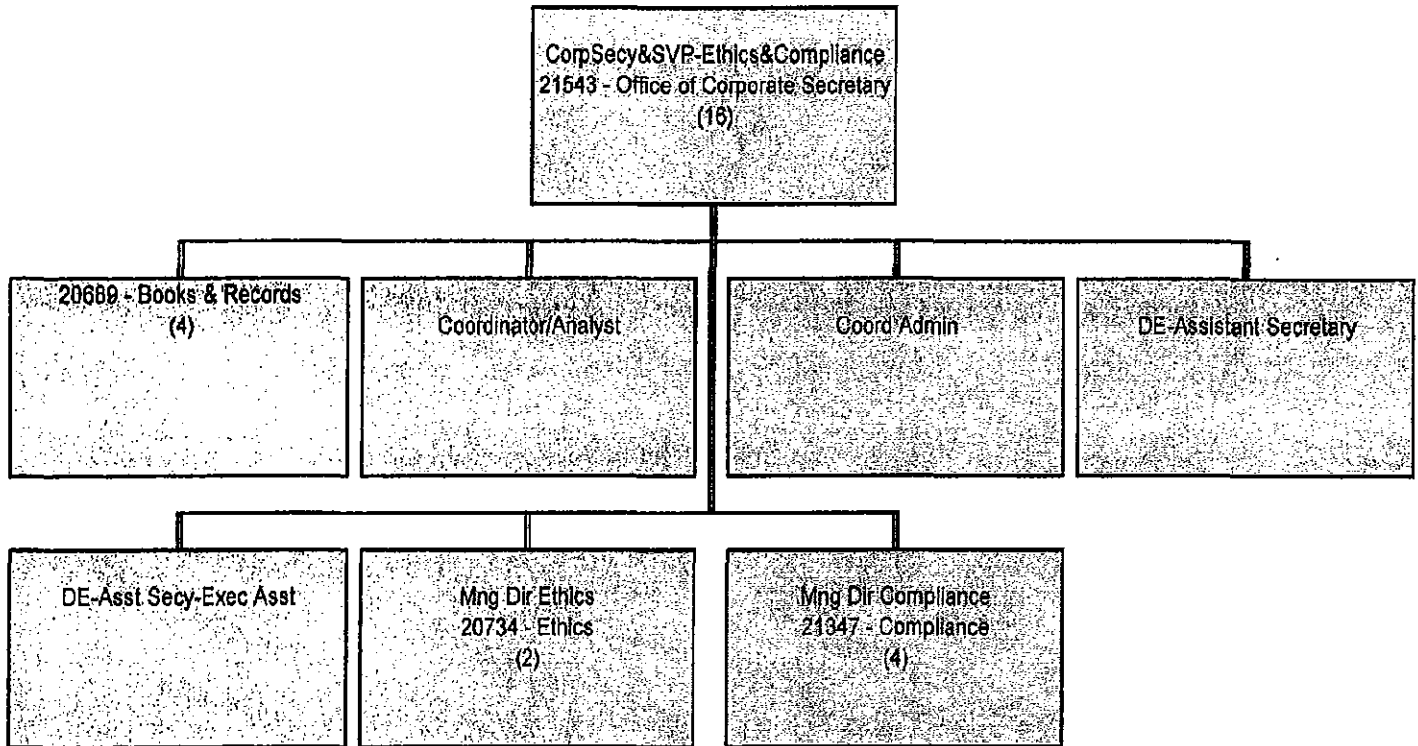 CorpSecy&SVP-Ethics&Compliance
21543 - Office of Corporate Secretary
(16)
20689 - Books & Records
(4)
Coordinator/Analyst
Coord Admin
DE-Assistant Secretary
DE-Asst Secy-Exec Asst
Mng Dir Ethics
20734 - Ethics
(2)
Mng Dir Compliance
21347 - Compliance
(4)